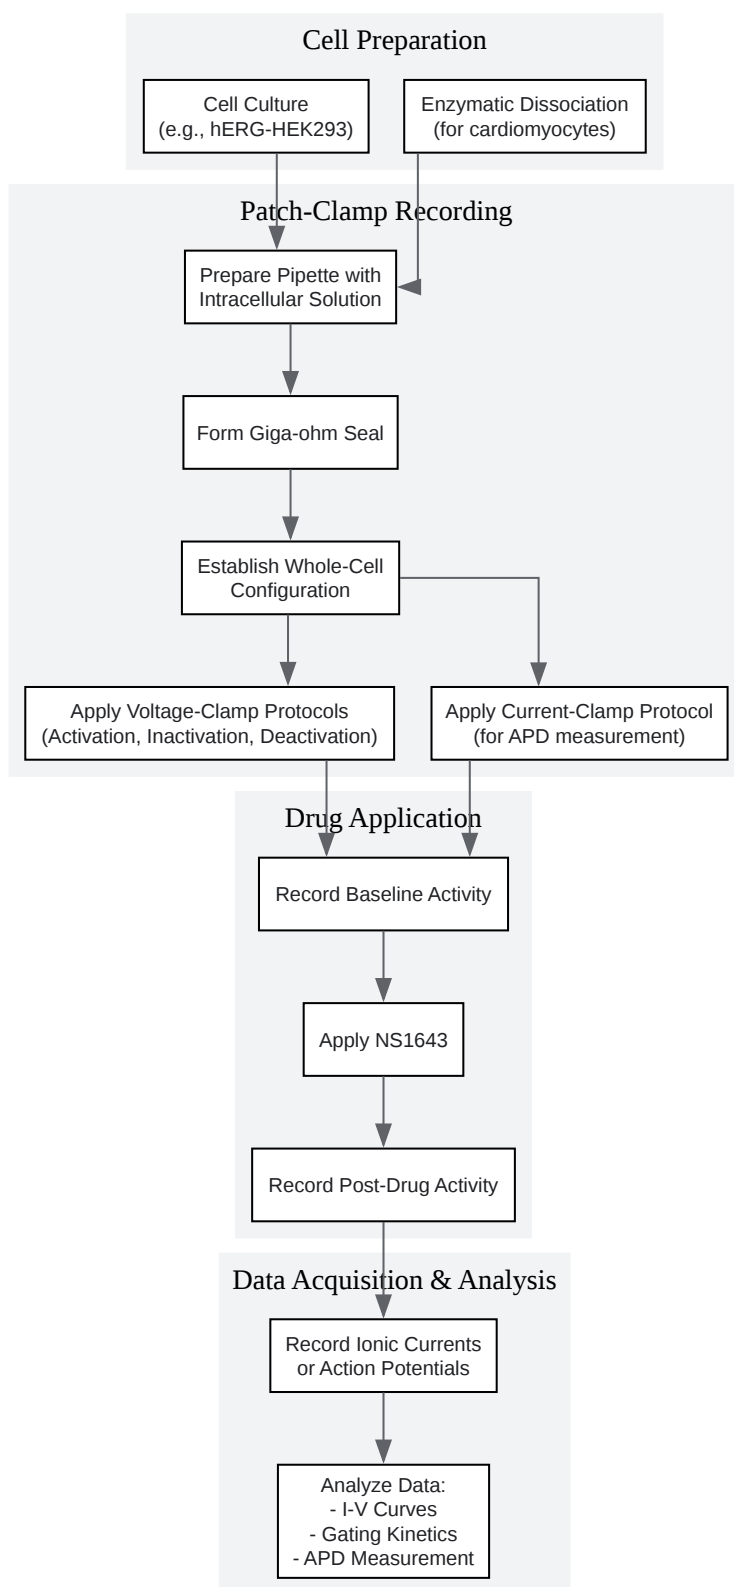 Cell Preparation
Cell Culture
(e.g., hERG-HEK293)
Enzymatic Dissociation
(for cardiomyocytes)
Patch-Clamp Recording
Prepare Pipette with
Intracellular Solution
Form Giga-ohm Seal
Establish Whole-Cell
Configuration
Apply Voltage-Clamp Protocols
(Activation, Inactivation, Deactivation)
Apply Current-Clamp Protocol
(for APD measurement)
Drug Application
Record Baseline Activity
Apply NS1643
Record Post-Drug Activity
Data Acquisition & Analysis
Record Ionic Currents
or Action Potentials
Analyze Data:
- I-V Curves
- Gating Kinetics
- APD Measurement